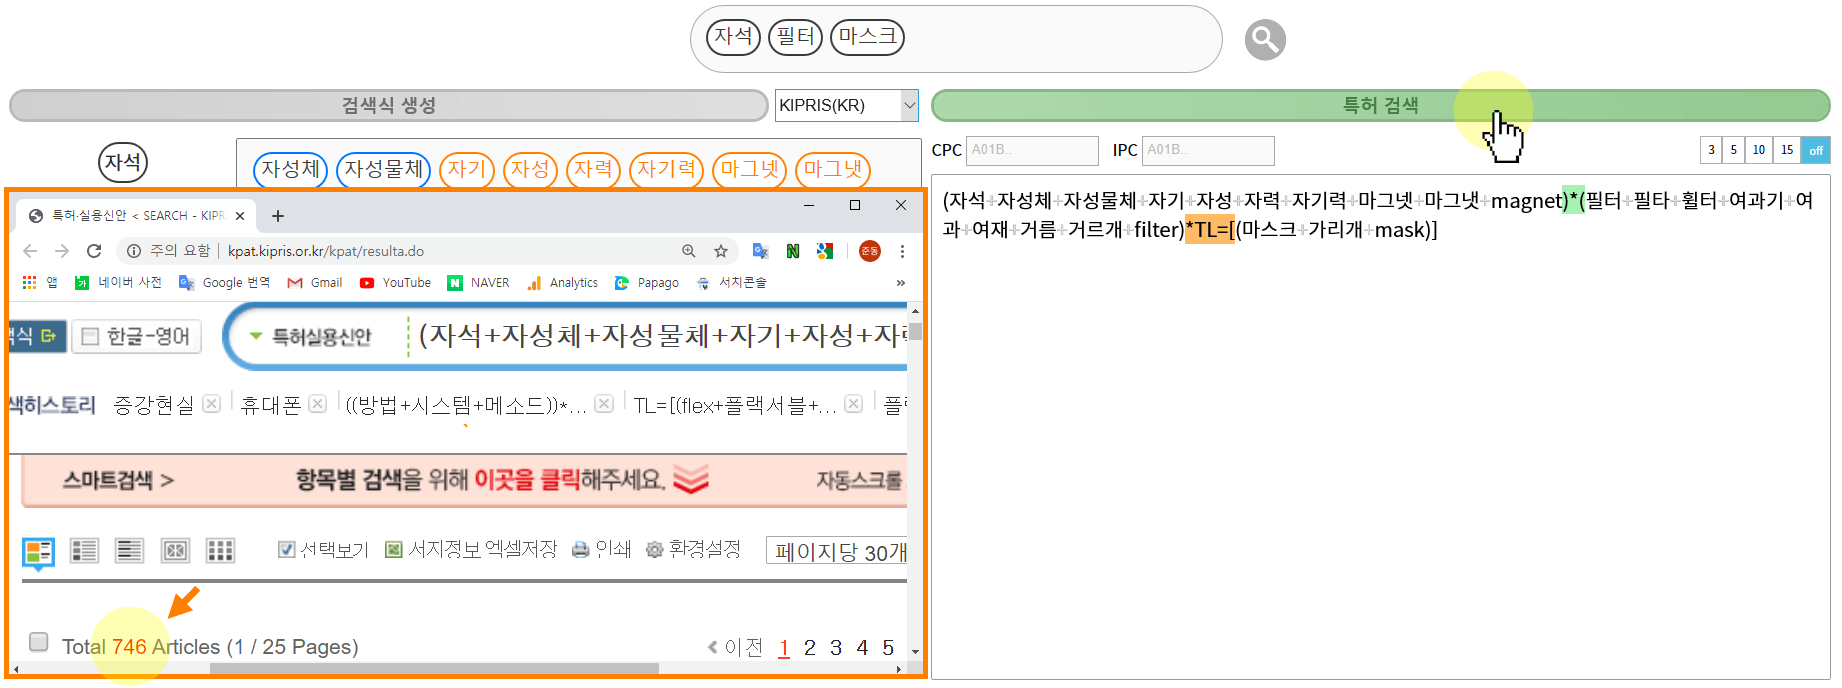 자석 필터 마스크
검색식 생성
KIPRIS(KR)
특허 검색
자석
자성체 자성물체 자기 자성 자력 자기력 마그넷 마그냇
CPC A01B.. IPC A01B..
3 5 10 15 off
(자석+자성체+자성물체+자기+자성+자력+자기력+마그넷+마그냇+magnet)*(필터+필타+휠터+여과기+여
과+여재+거름+거르개+filter)*TL=[(마스크+가리개+mask)]
특허·실용신안 < SEARCH - KIPR
주의 요함 kpat.kipris.or.kr/kpat/resulta.do
준동
앱 네이버 사전 Google 번역 Gmail YouTube NAVER Analytics Papago 서치콘솔 »
색식 한글-영어 특허실용신안 (자석+자성체+자성물체+자기+자성+자력
색히스토리 증강현실 휴대폰 ((방법+시스템+메소드))*... TL=[(flex+플랙서블+... 플
스마트검색 > 항목별 검색을 위해 이곳을 클릭해주세요. 자동스크롤
선택보기 서지정보 엑셀저장 인쇄 환경설정 페이지당 30개
Total 746 Articles (1 / 25 Pages) 이전 1 2 3 4 5